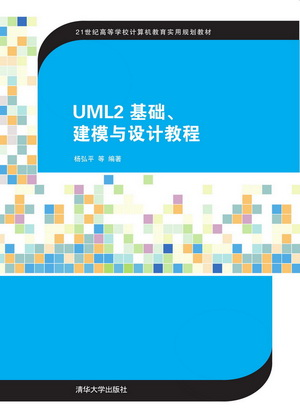 21世纪高等学校计算机教育实用规划教材
UML2 基础、
建模与设计教程
杨弘平 等 编著
清华大学出版社